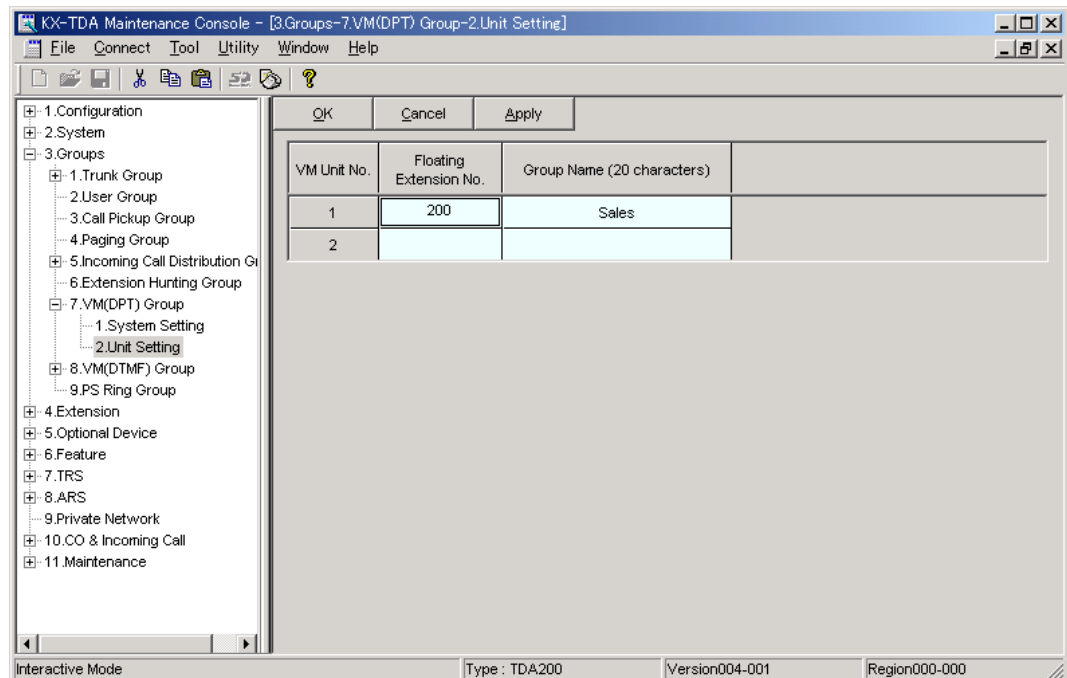 KX-TDA Maintenance Console - [3.Groups-7.VM(DPT) Group-2.Unit Setting]
File Connect Tool Utility Window Help
1.Configuration
2.System
3.Groups
1.Trunk Group
2.User Group
3.Call Pickup Group
4.Paging Group
5.Incoming Call Distribution Gr
6.Extension Hunting Group
7.VM(DPT) Group
1.System Setting
2.Unit Setting
8.VM(DTMF) Group
9.PS Ring Group
4.Extension
5.Optional Device
6.Feature
7.TRS
8.ARS
9.Private Network
10.CO & Incoming Call
11.Maintenance
OK Cancel Apply
VM Unit No. Floating Extension No. Group Name (20 characters)
1 200 Sales
2
Interactive Mode Type : TDA200 Version004-001 Region000-000